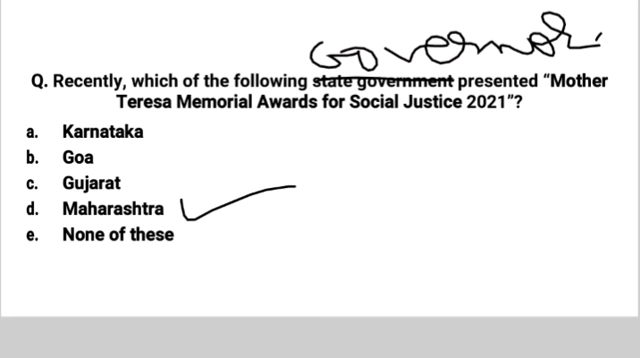 Governor
Q. Recently, which of the following state government presented “Mother
Teresa Memorial Awards for Social Justice 2021”?
a. Karnataka
b. Goa
c. Gujarat
d. Maharashtra
e. None of these